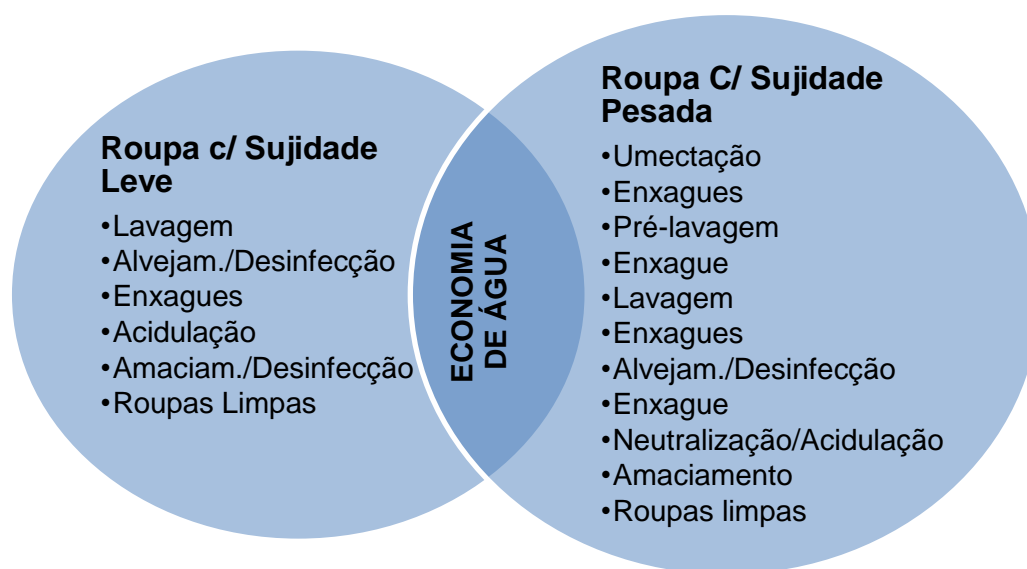 Roupa c/ Sujidade
Leve
•Lavagem
•Alvejam./Desinfecção
•Enxagues
•Acidulação
•Amaciam./Desinfecção
•Roupas Limpas
ECONOMIA
DE ÁGUA
Roupa C/ Sujidade
Pesada
•Umectação
•Enxagues
•Pré-lavagem
•Enxague
•Lavagem
•Enxagues
•Alvejam./Desinfecção
•Enxague
•Neutralização/Acidulação
•Amaciamento
•Roupas limpas